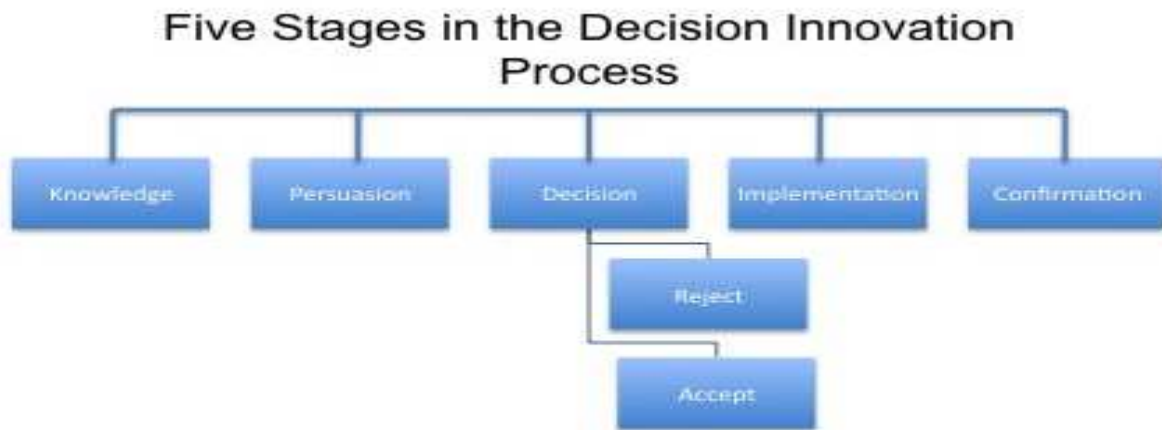 Five Stages in the Decision Innovation
Process
Knowledge
Persuasion
Decision
Implementation
Confirmation
Reject
Accept